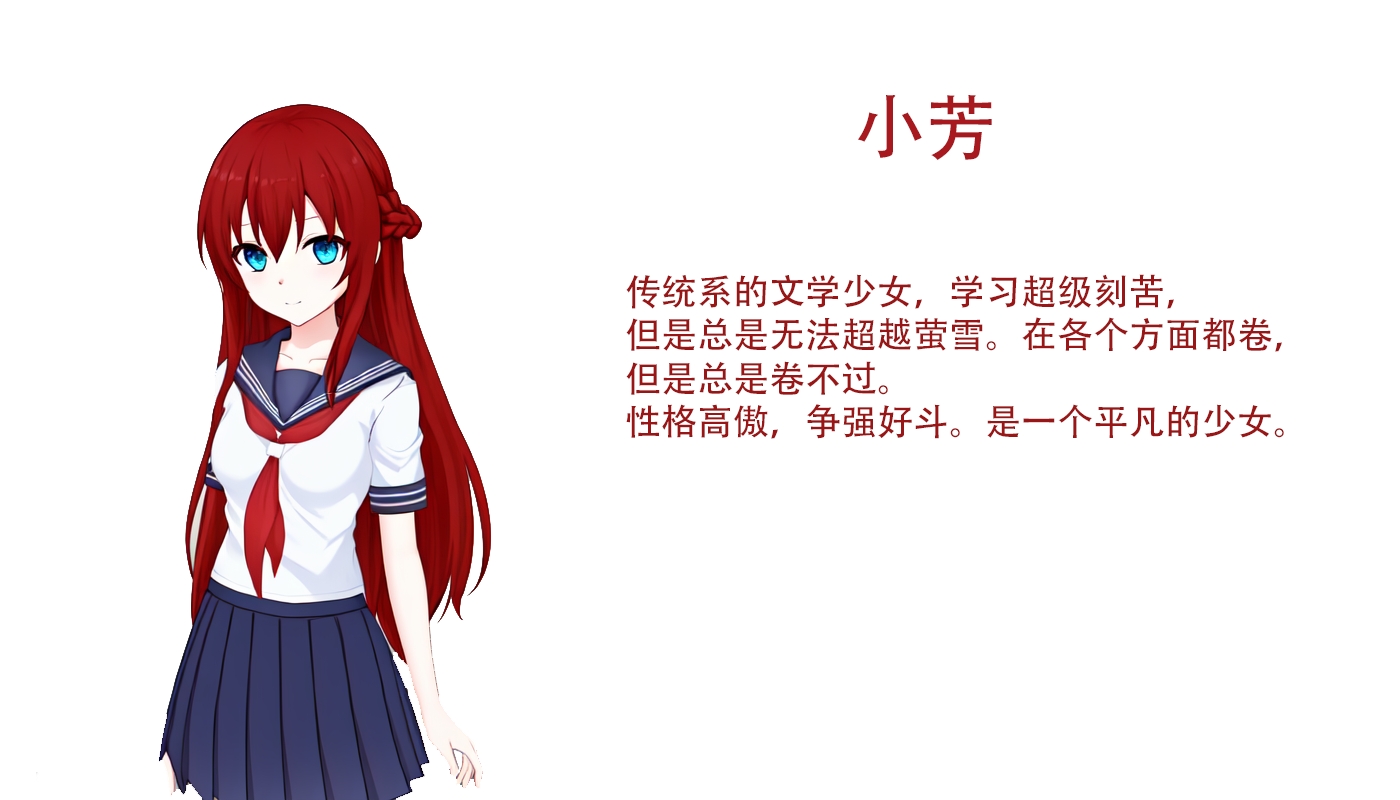 小芳
传统系的文学少女，学习超级刻苦，
但是总是无法超越萤雪。在各个方面都卷，
但是总是卷不过。
性格高傲，争强好斗。是一个平凡的少女。